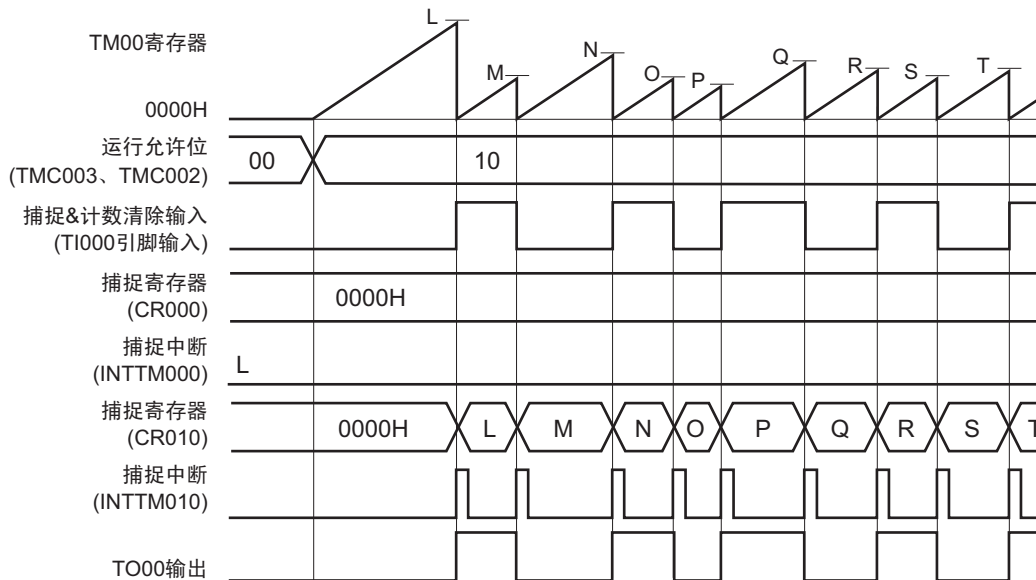 L
TM00寄存器
N
Q
T
R
S
M
O
P
0000H
运行允许位
(TMC003、TMC002)
00
10
捕捉&计数清除输入
(TI000引脚输入)
捕捉寄存器
(CR000)
0000H
捕捉中断
(INTTM000)
L
捕捉寄存器
(CR010)
0000H
L
M
N
O
P
Q
R
S
T
捕捉中断
(INTTM010)
TO00输出